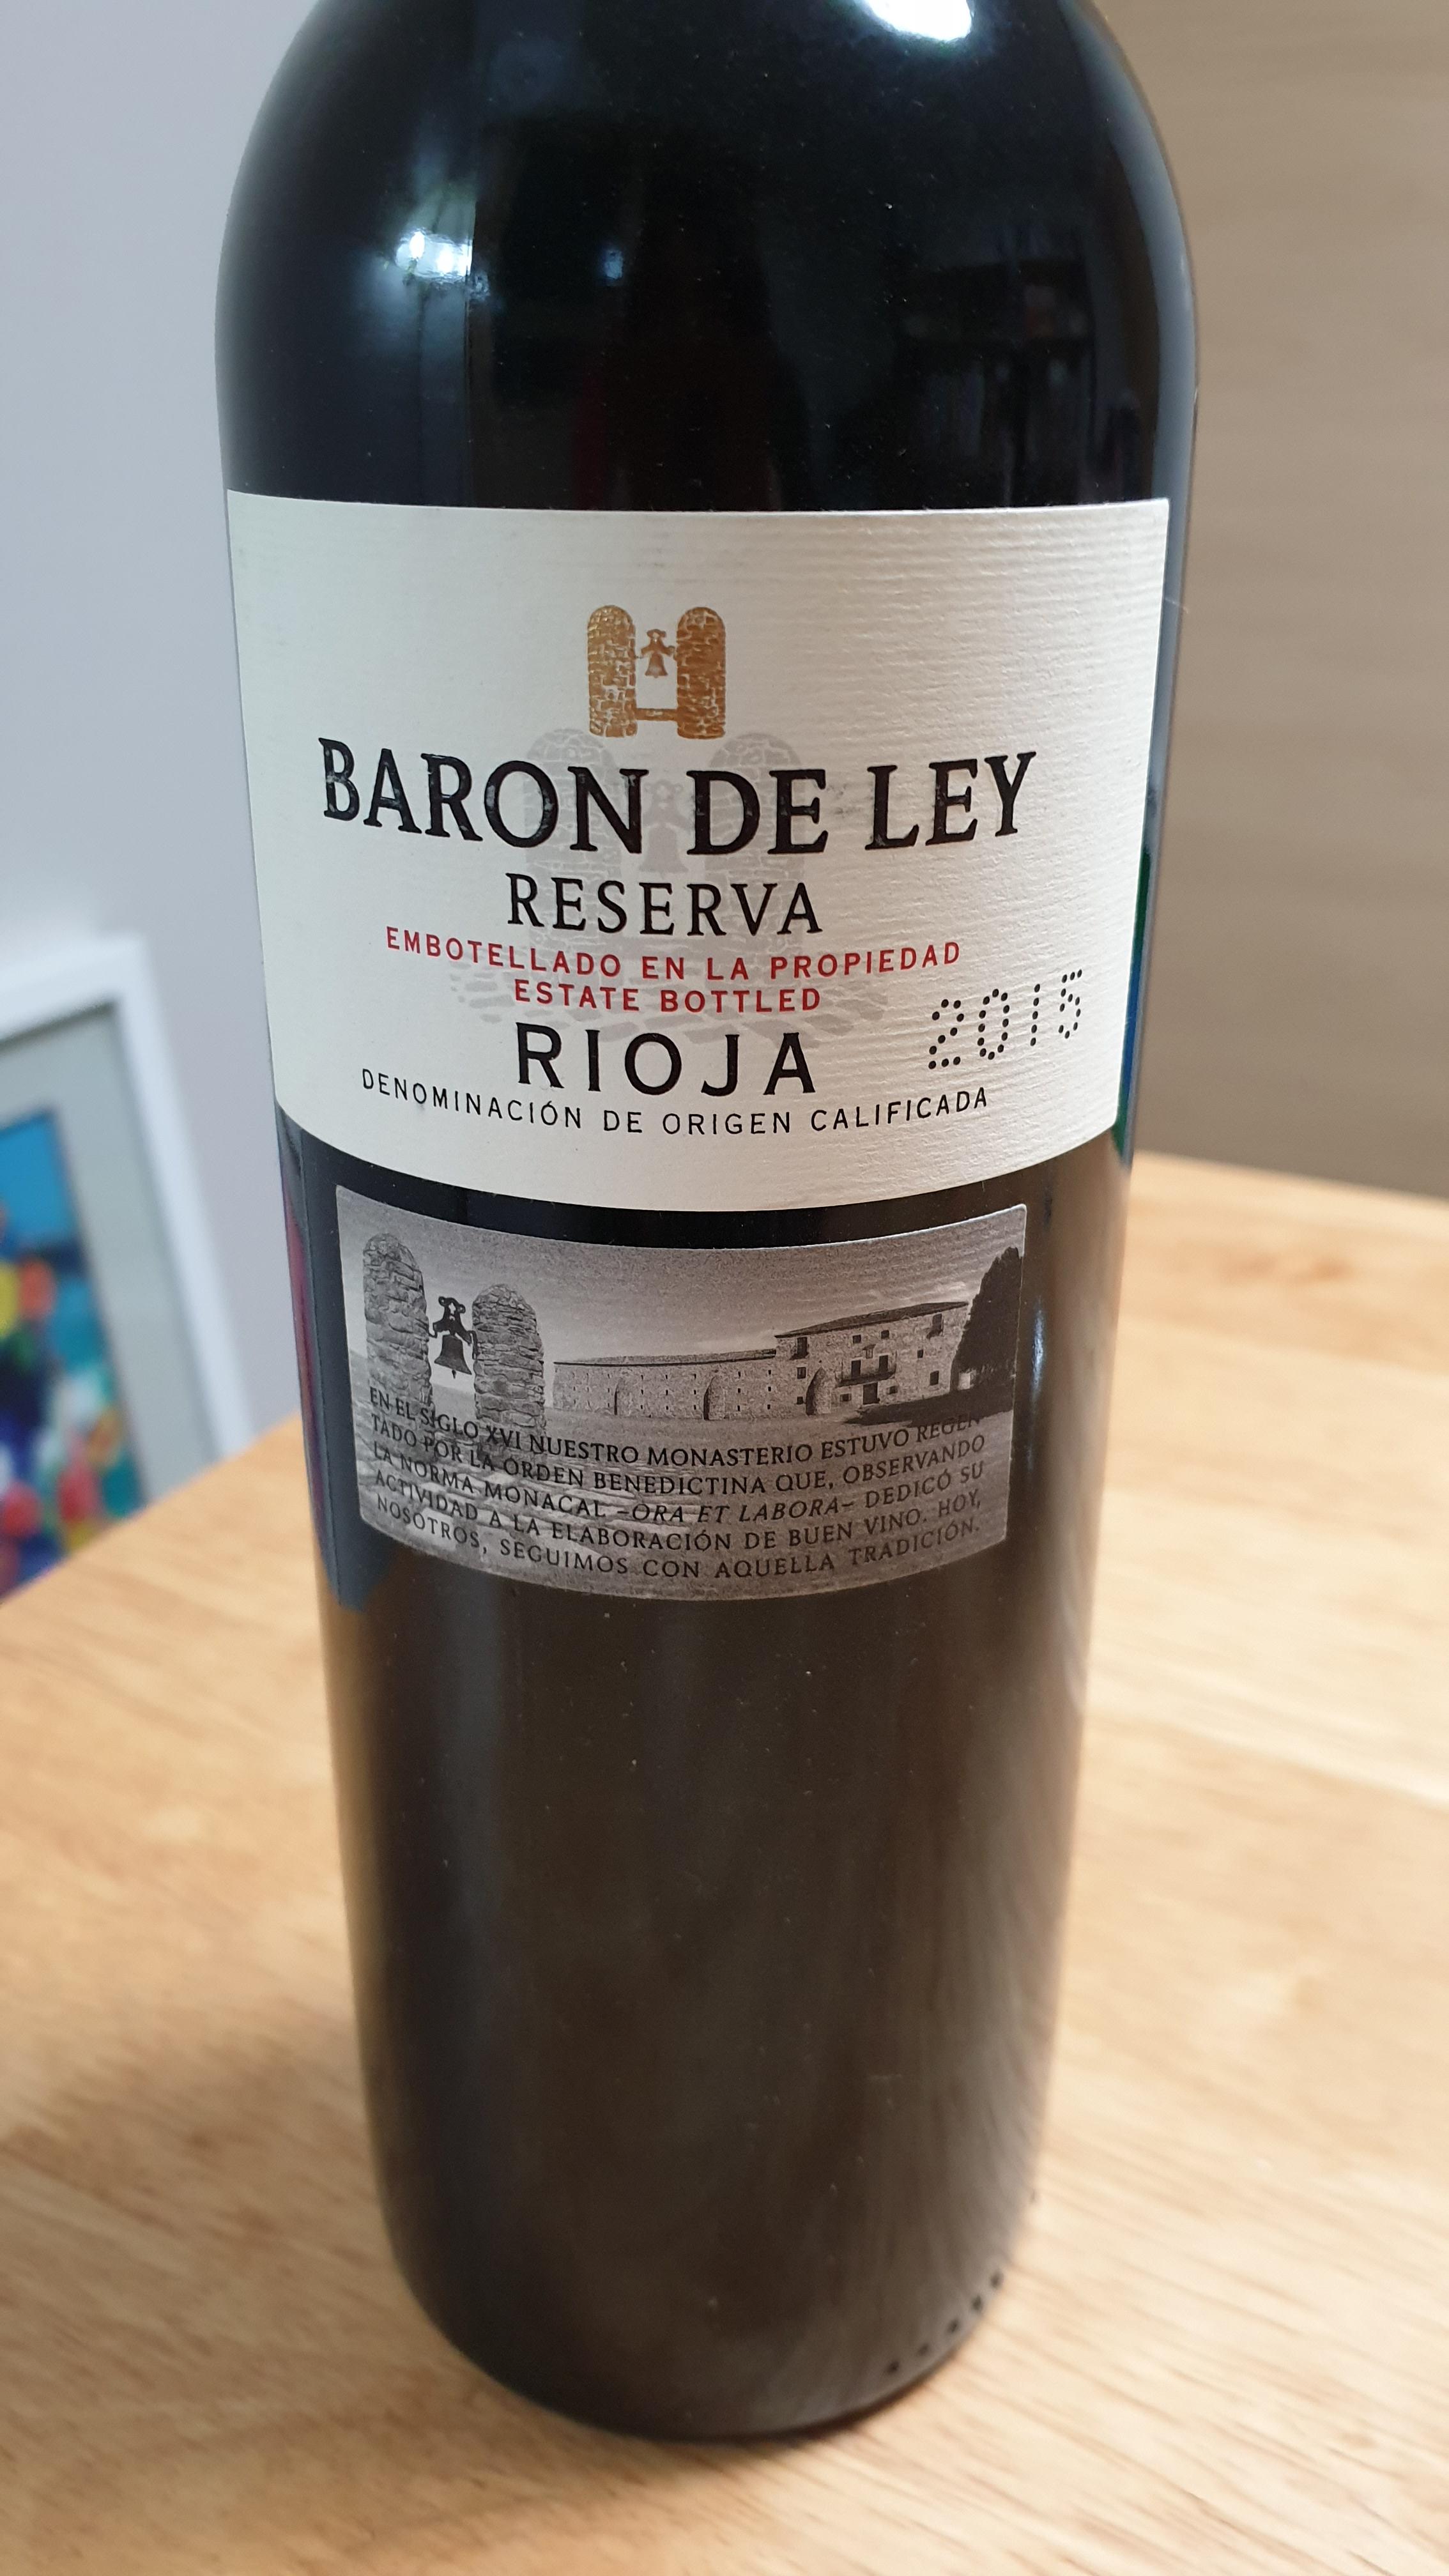 BARON DE LEY
RESERVA
EMBOTELLADO EN LA PROPIEDAD
ESTATE BOTTLED
2015
RIOJA
DENOMINACIÓN DE ORIGEN CALIFICADA
EN EL SIGLO XVI NUESTRO MONASTERIO ESTUVO REGEN-
TADO POR LA ORDEN BENEDICTINA QUE, OBSERVANDO
LA NORMA MONACAL –ORA ET LABORA– DEDICÓ SU
ACTIVIDAD A LA ELABORACIÓN DE BUEN VINO. HOY,
NOSOTROS, SEGUIMOS CON AQUELLA TRADICIÓN.